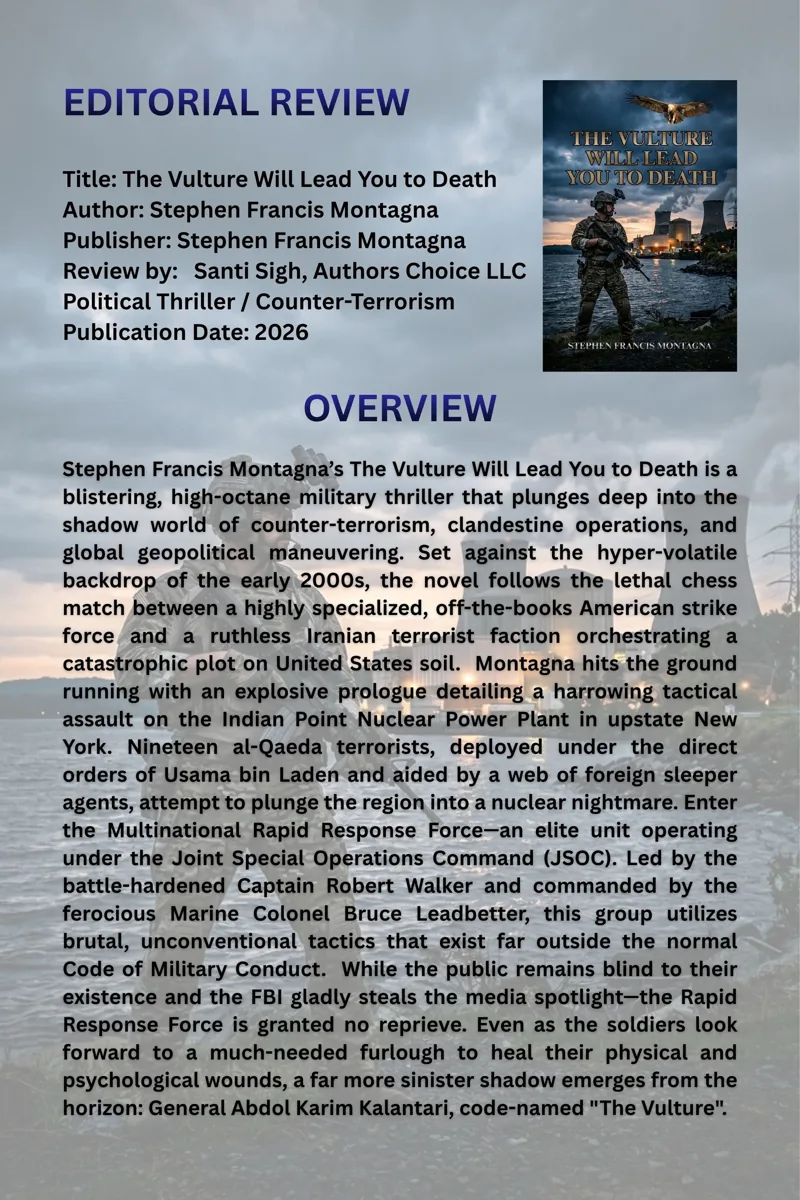 EDITORIAL REVIEW
THE VULTURE
WILL LEAD
YOU TO DEATH
STEPHEN FRANCIS MONTAGNA
Title: The Vulture Will Lead You to Death
Author: Stephen Francis Montagna
Publisher: Stephen Francis Montagna
Review by: Santi Sigh, Authors Choice LLC
Political Thriller / Counter-Terrorism
Publication Date: 2026
OVERVIEW
Stephen Francis Montagna’s The Vulture Will Lead You to Death is a
blistering, high-octane military thriller that plunges deep into the
shadow world of counter-terrorism, clandestine operations, and
global geopolitical maneuvering. Set against the hyper-volatile
backdrop of the early 2000s, the novel follows the lethal chess
match between a highly specialized, off-the-books American strike
force and a ruthless Iranian terrorist faction orchestrating a
catastrophic plot on United States soil. Montagna hits the ground
running with an explosive prologue detailing a harrowing tactical
assault on the Indian Point Nuclear Power Plant in upstate New
York. Nineteen al-Qaeda terrorists, deployed under the direct
orders of Usama bin Laden and aided by a web of foreign sleeper
agents, attempt to plunge the region into a nuclear nightmare. Enter
the Multinational Rapid Response Force—an elite unit operating
under the Joint Special Operations Command (JSOC). Led by the
battle-hardened Captain Robert Walker and commanded by the
ferocious Marine Colonel Bruce Leadbetter, this group utilizes
brutal, unconventional tactics that exist far outside the normal
Code of Military Conduct. While the public remains blind to their
existence and the FBI gladly steals the media spotlight—the Rapid
Response Force is granted no reprieve. Even as the soldiers look
forward to a much-needed furlough to heal their physical and
psychological wounds, a far more sinister shadow emerges from the
horizon: General Abdol Karim Kalantari, code-named "The Vulture".